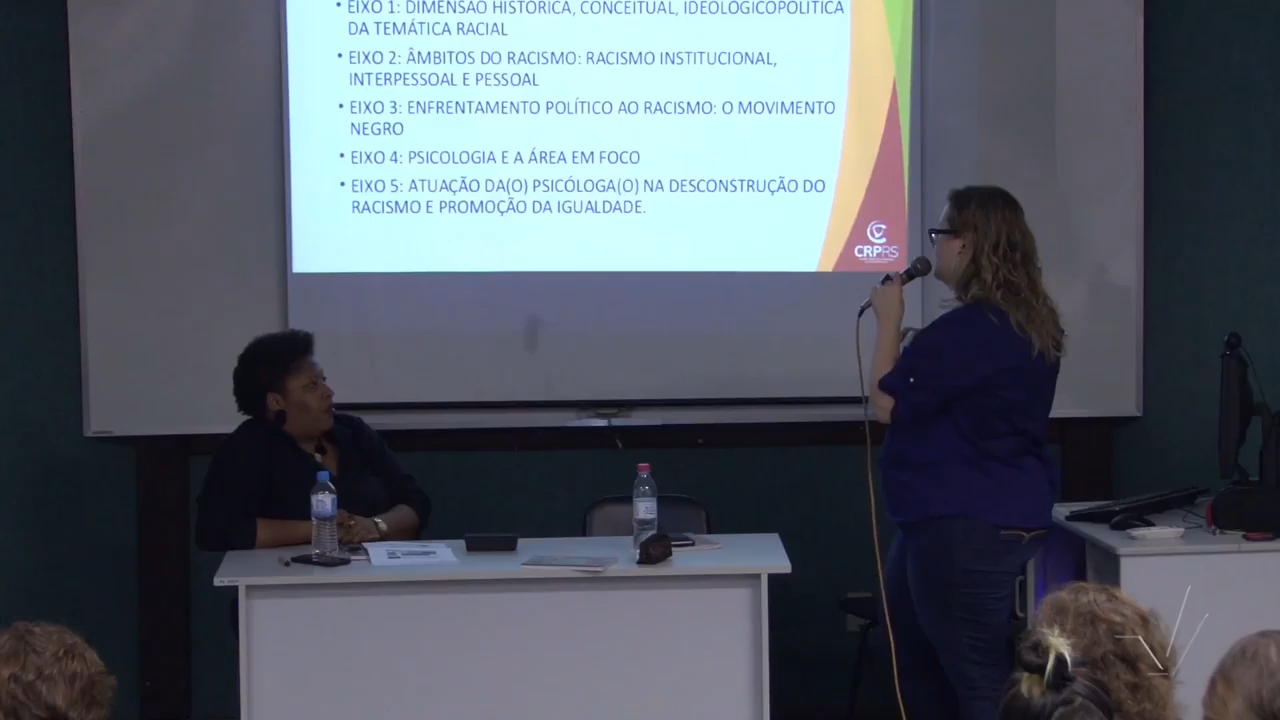 • EIXO 1: DIMENSÃO HISTÓRICA, CONCEITUAL, IDEOLÓGICOPOLÍTICA
DA TEMÁTICA RACIAL
• EIXO 2: ÂMBITOS DO RACISMO: RACISMO INSTITUCIONAL,
INTERPESSOAL E PESSOAL
• EIXO 3: ENFRENTAMENTO POLÍTICO AO RACISMO: O MOVIMENTO
NEGRO
• EIXO 4: PSICOLOGIA E A ÁREA EM FOCO
• EIXO 5: ATUAÇÃO DA(O) PSICÓLOGA(O) NA DESCONSTRUÇÃO DO
RACISMO E PROMOÇÃO DA IGUALDADE.
CRPRS